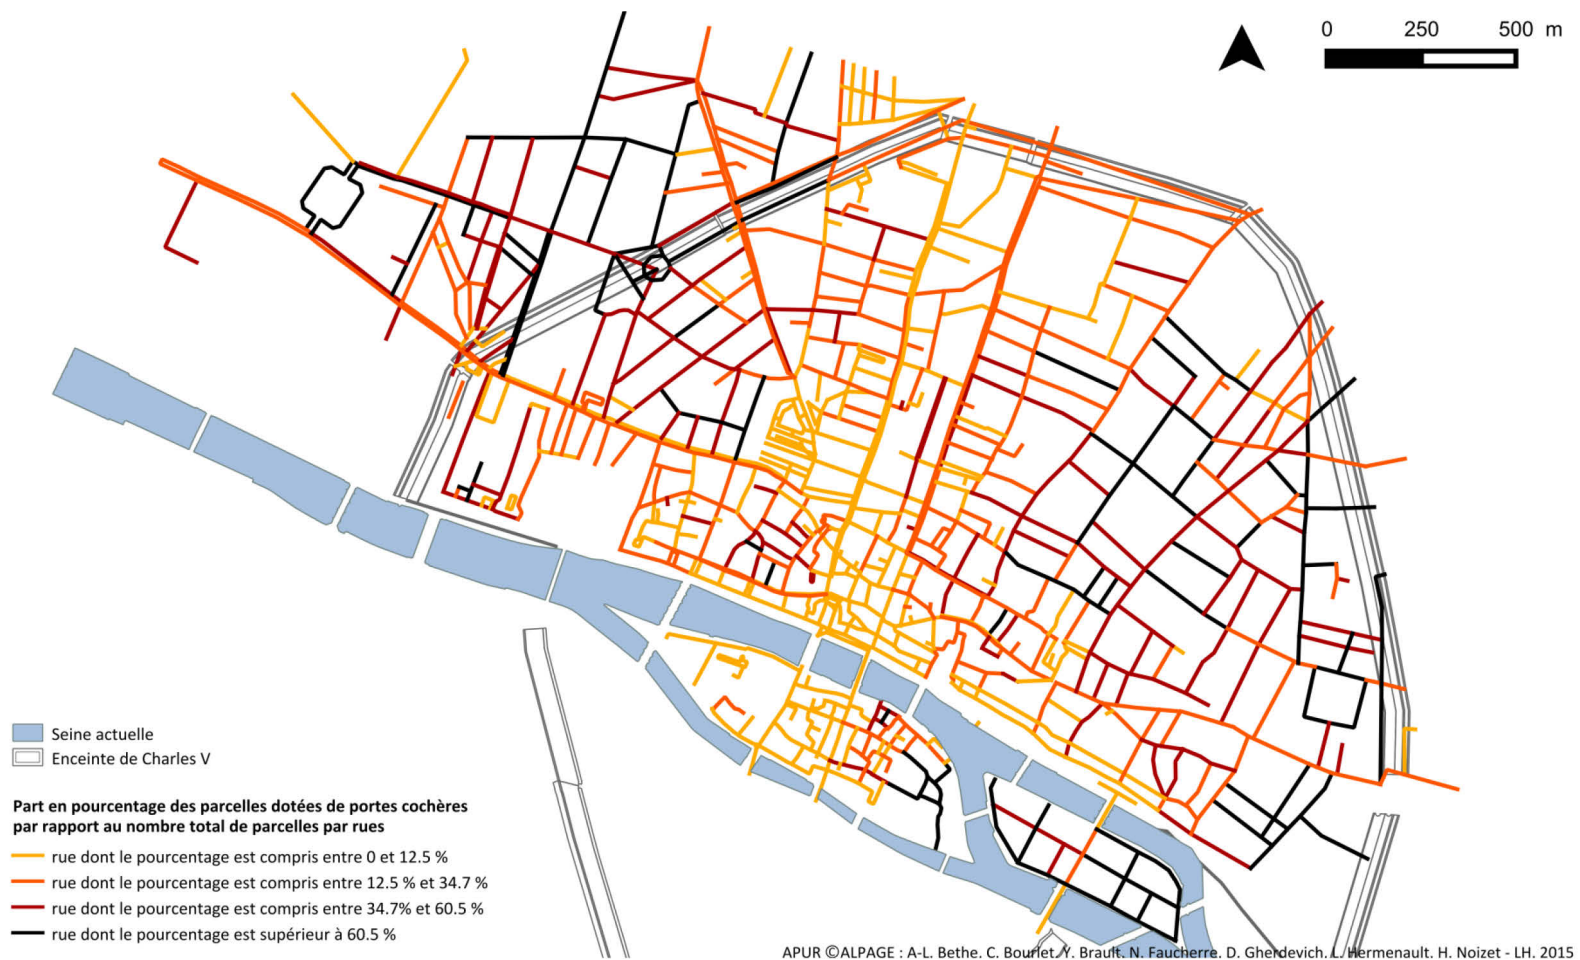 0 250 500 m
Seine actuelle
Enceinte de Charles V
Part en pourcentage des parcelles dotées de portes cochères
par rapport au nombre total de parcelles par rues
rue dont le pourcentage est compris entre 0 et 12.5 %
rue dont le pourcentage est compris entre 12.5 % et 34.7 %
rue dont le pourcentage est compris entre 34.7% et 60.5 %
rue dont le pourcentage est supérieur à 60.5 %
APUR ©ALPAGE : A-L. Bethe. C. Bourlet. Y. Brault. N. Faucherre. D. Gherdevich. L. Hermenault. H. Noizet - LH. 2015